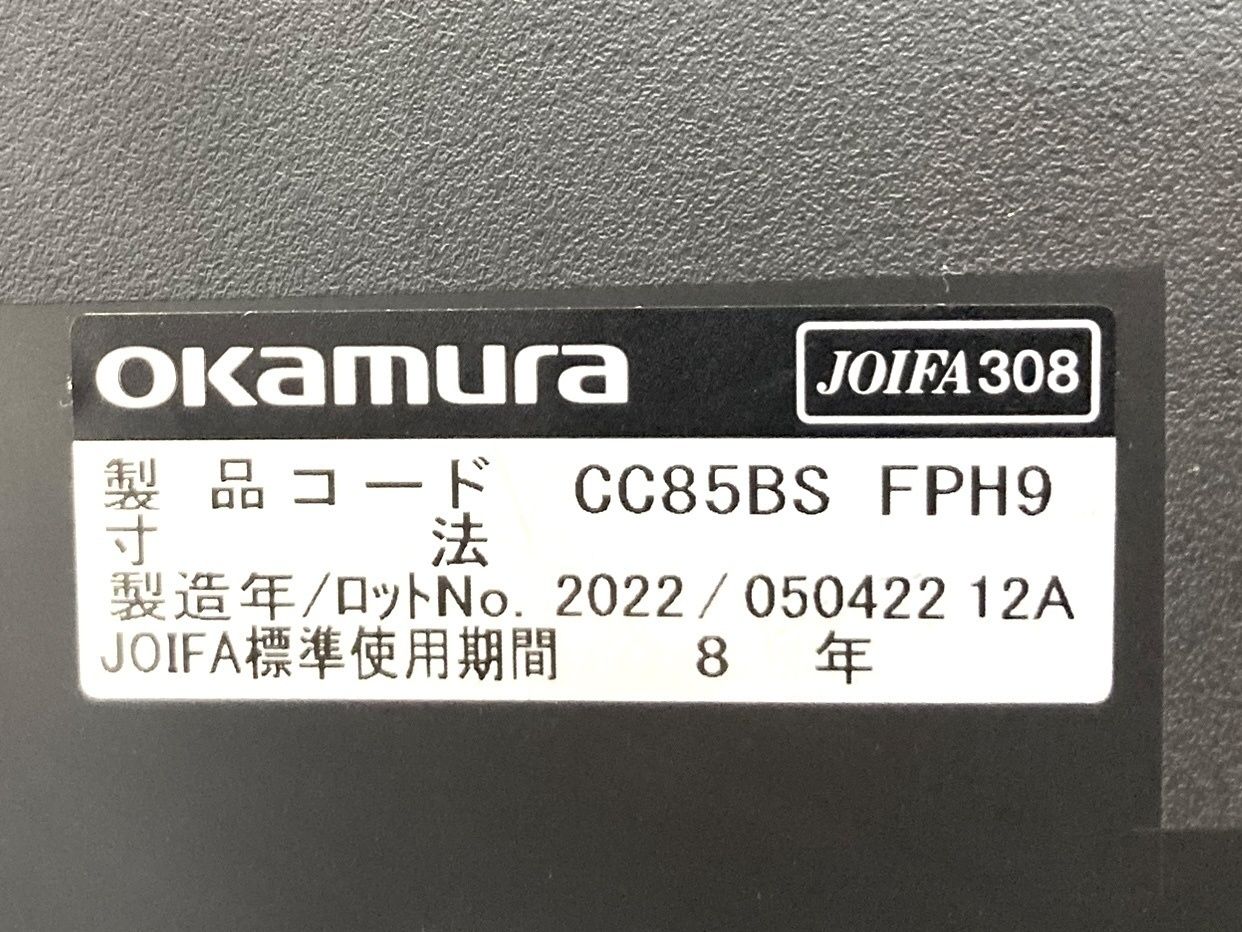 okamura
JOIFA308
製品コード CC85BS FPH9
寸法
製造年/ロットNo. 2022/050422 12A
JOIFA標準使用期間 8 年